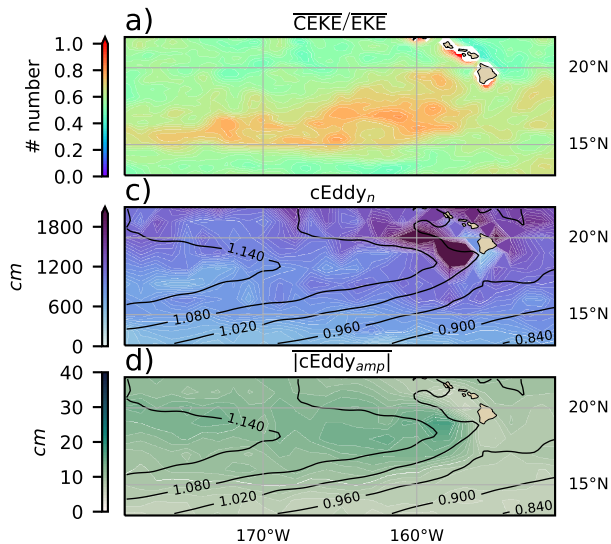 a)
CEKE/EKE
1.0
0.8
0.6
0.4
0.2
0.0
# number
20°N
15°N
c)
cEddyₙ
1800
1200
600
0
cm
1.140
1.080
1.020
0.960
0.900
0.840
20°N
15°N
d)
|cEddyamp|
40
30
20
10
0
cm
1.140
1.080
1.020
0.960
0.900
0.840
20°N
15°N
170°W
160°W